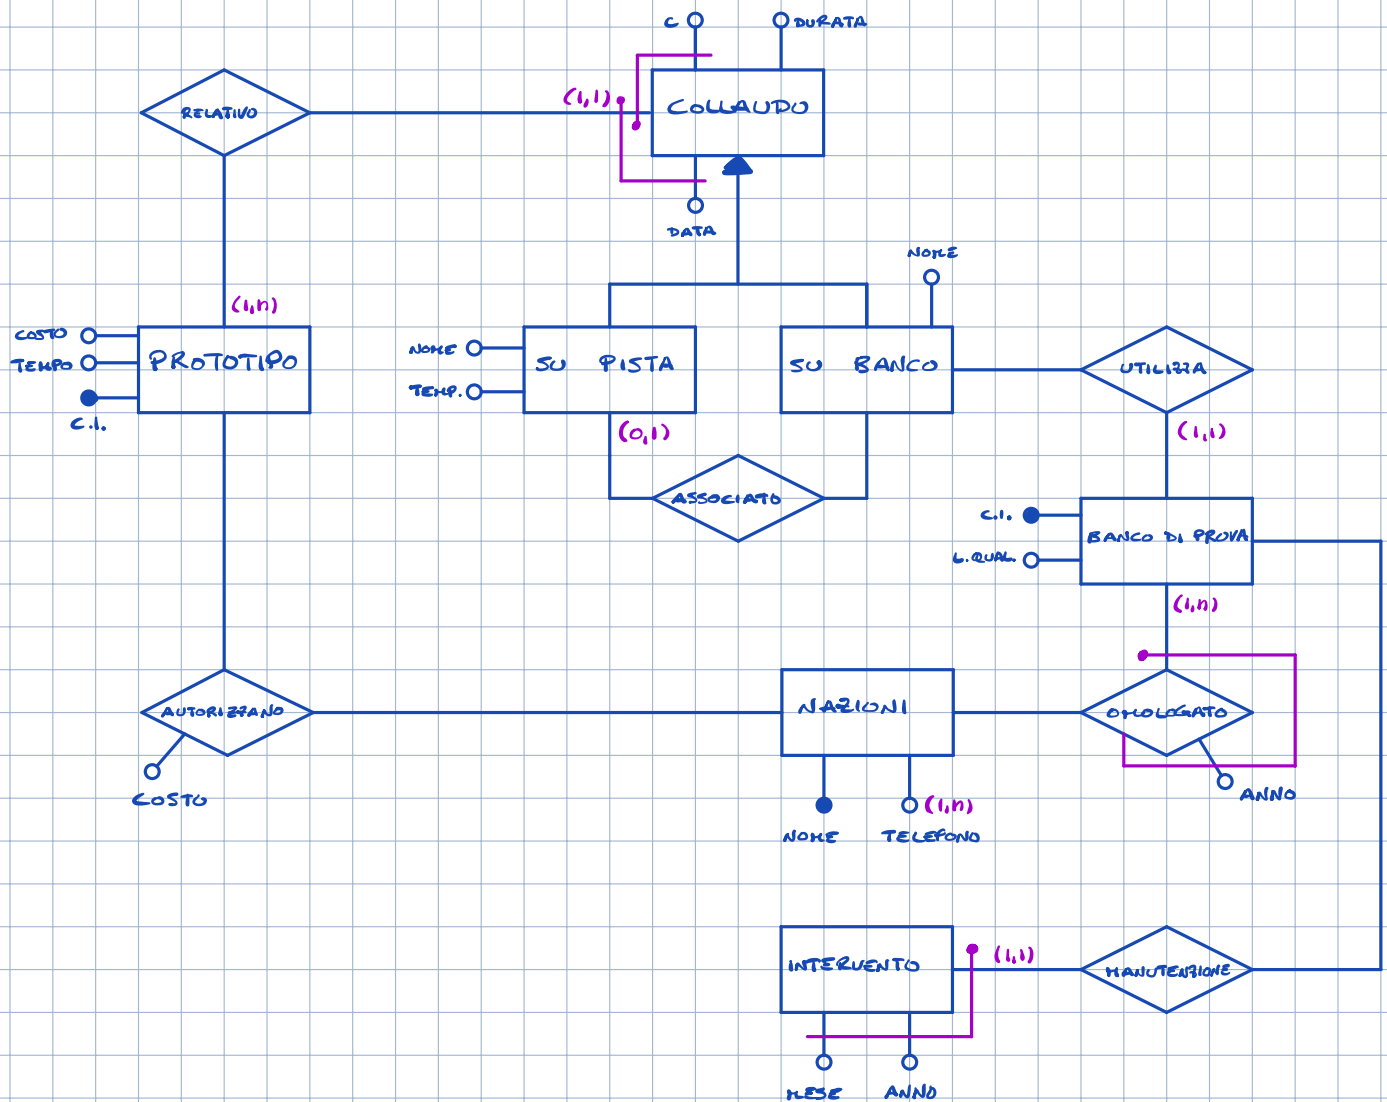 C
DURATA
RELATIVO
(1,1)
COLLAUDO
DATA
NOME
(1,n)
COSTO
TEMPO
PROTOTIPO
C.I.
NOME
TEMP.
SU PISTA
SU BANCO
UTILIZZA
(0,1)
(1,1)
ASSOCIATO
C.I.
L.QUAL.
BANCO DI PROVA
(1,n)
AUTORIZZANO
NAZIONI
OMOLOGATO
COSTO
ANNO
(1,n)
NOME
TELEFONO
INTERVENTO
(1,1)
MANUTENZIONE
MESE
ANNO